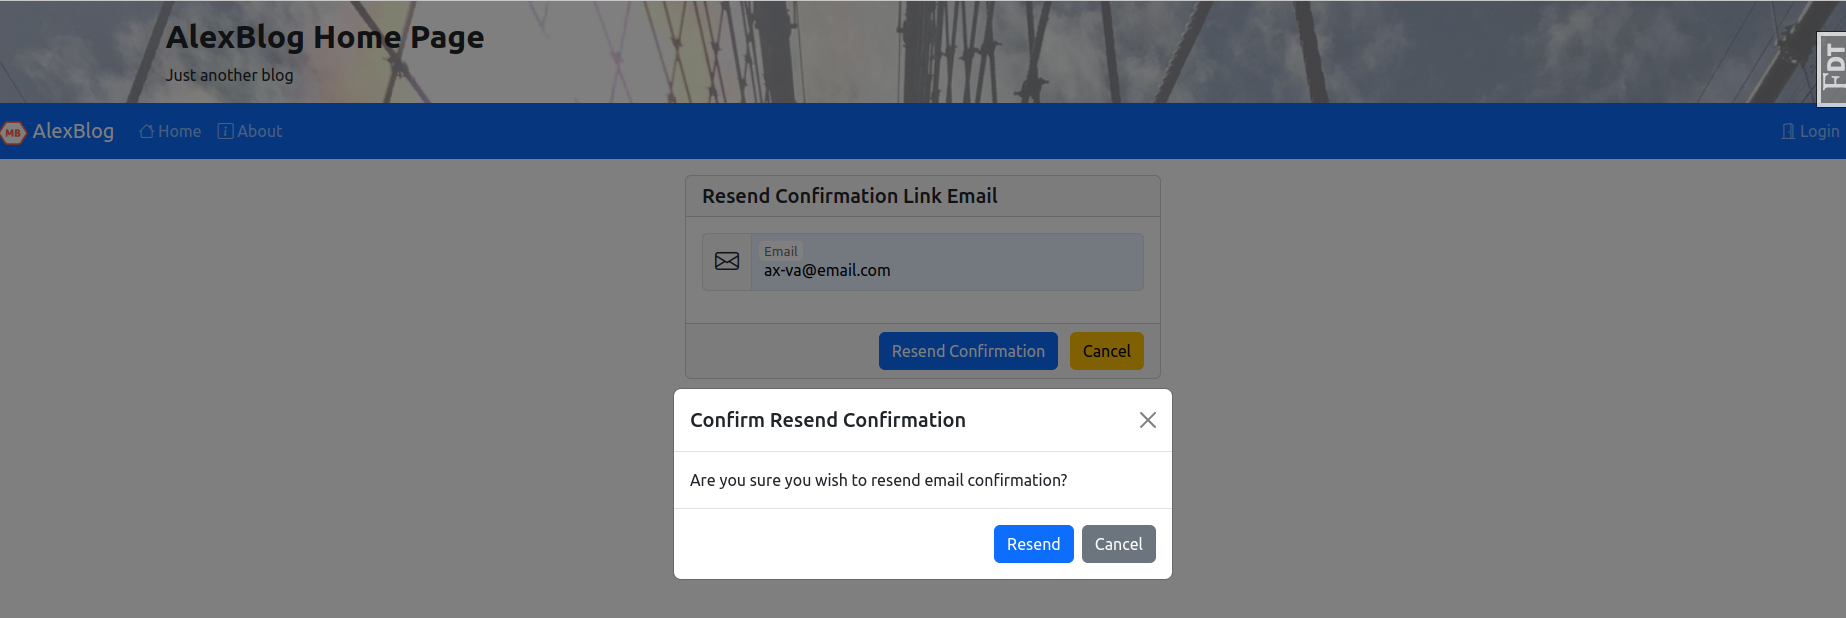 AlexBlog Home Page
Just another blog
FDT
MB AlexBlog Home About Login
Resend Confirmation Link Email
Email
ax-va@email.com
Resend Confirmation Cancel
Confirm Resend Confirmation
Are you sure you wish to resend email confirmation?
Resend Cancel